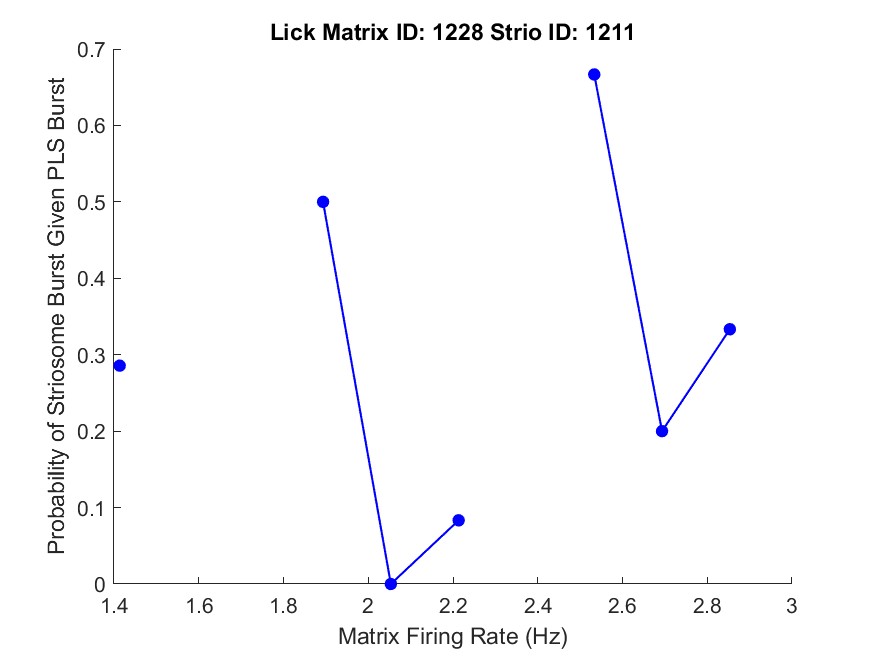 Lick Matrix ID: 1228 Strio ID: 1211
Probability of Striosome Burst Given PLS Burst
0.7
0.6
0.5
0.4
0.3
0.2
0.1
0
1.4 1.6 1.8 2 2.2 2.4 2.6 2.8 3
Matrix Firing Rate (Hz)